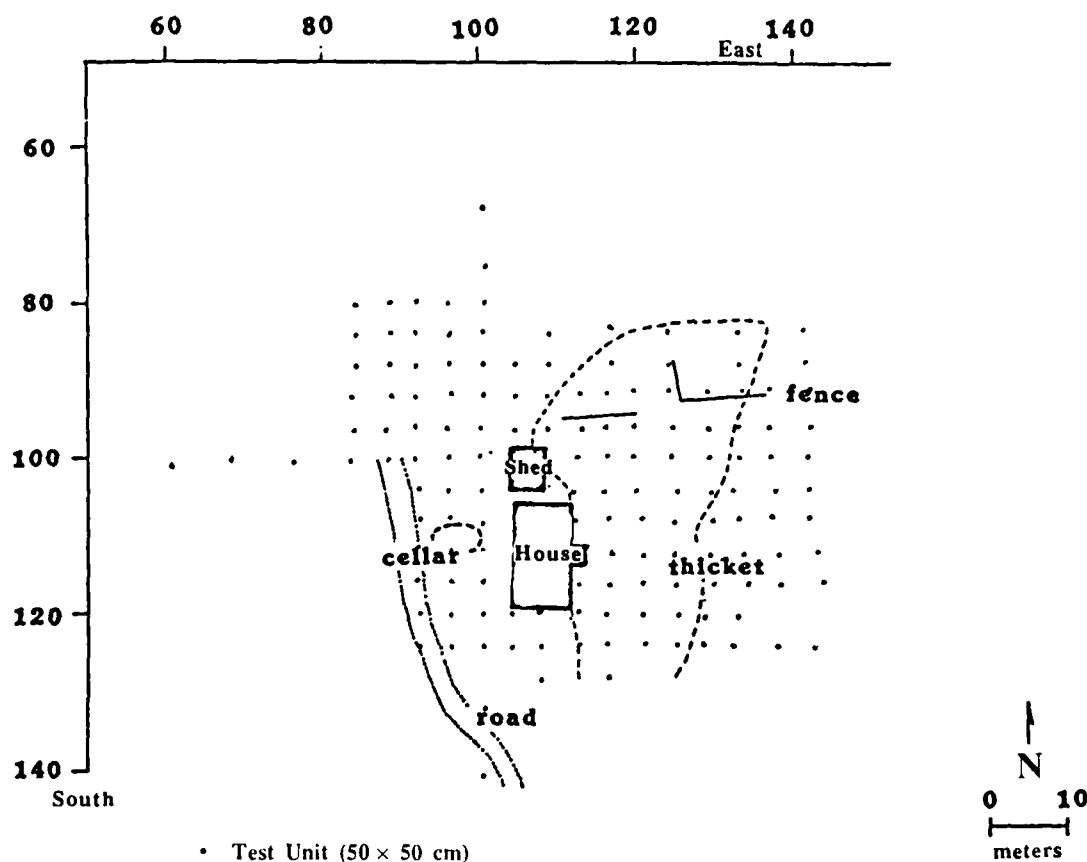 60 80 100 120 140
East
60
80
fence
100
Shed
cellar House thicket
120
road
140
South
N
0 10
meters
• Test Unit (50 × 50 cm)